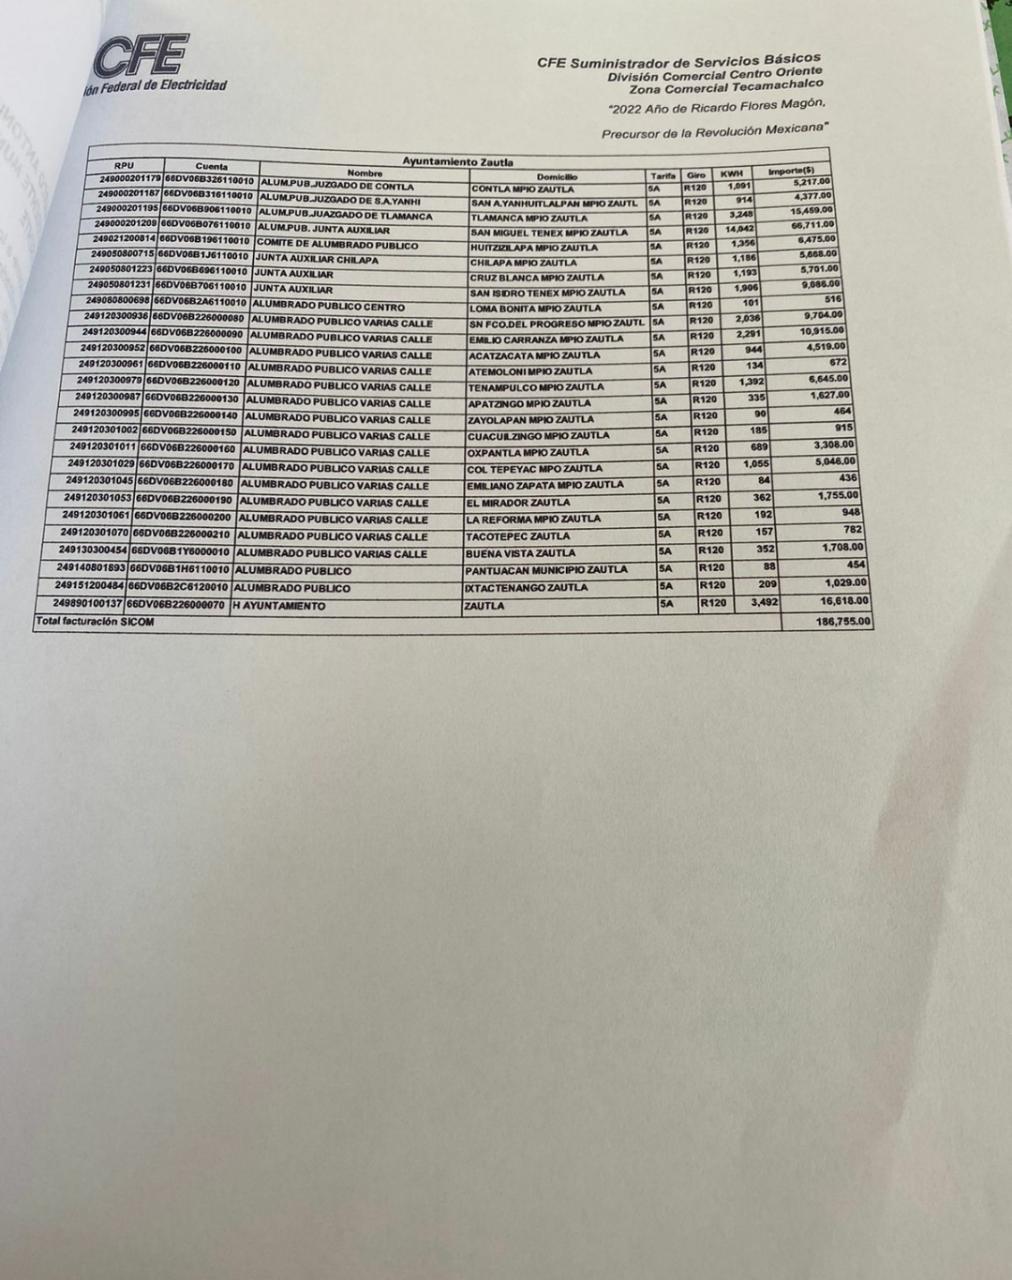 CFE
ión Federal de Electricidad
CFE Suministrador de Servicios Básicos
División Comercial Centro Oriente
Zona Comercial Tecamachalco
"2022 Año de Ricardo Flores Magón,
Precursor de la Revolución Mexicana"
Ayuntamiento Zautla
RPU Cuenta Nombre Domicilio Tarifa Giro KWH Importe($)
249000201179 66DV06B326110010 ALUM.PUB.JUZGADO DE CONTLA CONTLA MPIO ZAUTLA 5A R120 1,091 5,217.00
249000201187 66DV06B316110010 ALUM.PUB.JUZGADO DE S.A.YANHI SAN A.YANHUITLALPAN MPIO ZAUTL 5A R120 914 4,377.00
249000201195 66DV06B906110010 ALUM.PUB.JUAZGADO DE TLAMANCA TLAMANCA MPIO ZAUTLA 5A R120 3,248 15,459.00
249000201209 66DV06B076110010 ALUM.PUB. JUNTA AUXILIAR SAN MIGUEL TENEX MPIO ZAUTLA 5A R120 14,042 66,711.00
249021200814 66DV06B196110010 COMITE DE ALUMBRADO PUBLICO HUITZIZILAPA MPIO ZAUTLA 5A R120 1,356 6,475.00
249050800715 66DV06B1J6110010 JUNTA AUXILIAR CHILAPA CHILAPA MPIO ZAUTLA 5A R120 1,186 5,668.00
249050801223 66DV06B696110010 JUNTA AUXILIAR CRUZ BLANCA MPIO ZAUTLA 5A R120 1,193 5,701.00
249050801231 66DV06B706110010 JUNTA AUXILIAR SAN ISIDRO TENEX MPIO ZAUTLA 5A R120 1,906 9,086.00
249080800698 66DV06B2A6110010 ALUMBRADO PUBLICO CENTRO LOMA BONITA MPIO ZAUTLA 5A R120 101 516
249120300936 66DV06B226000080 ALUMBRADO PUBLICO VARIAS CALLE SN FCO.DEL PROGRESO MPIO ZAUTL 5A R120 2,036 9,704.00
249120300944 66DV06B226000090 ALUMBRADO PUBLICO VARIAS CALLE EMILIO CARRANZA MPIO ZAUTLA 5A R120 2,291 10,915.00
249120300952 66DV06B226000100 ALUMBRADO PUBLICO VARIAS CALLE ACATZACATA MPIO ZAUTLA 5A R120 944 4,519.00
249120300961 66DV06B226000110 ALUMBRADO PUBLICO VARIAS CALLE ATEMOLONI MPIO ZAUTLA 5A R120 134 672
249120300979 66DV06B226000120 ALUMBRADO PUBLICO VARIAS CALLE TENAMPULCO MPIO ZAUTLA 5A R120 1,392 6,645.00
249120300987 66DV06B226000130 ALUMBRADO PUBLICO VARIAS CALLE APATZINGO MPIO ZAUTLA 5A R120 335 1,627.00
249120300995 66DV06B226000140 ALUMBRADO PUBLICO VARIAS CALLE ZAYOLAPAN MPIO ZAUTLA 5A R120 90 464
249120301002 66DV06B226000150 ALUMBRADO PUBLICO VARIAS CALLE CUACUILZINGO MPIO ZAUTLA 5A R120 185 915
249120301011 66DV06B226000160 ALUMBRADO PUBLICO VARIAS CALLE OXPANTLA MPIO ZAUTLA 5A R120 689 3,308.00
249120301029 66DV06B226000170 ALUMBRADO PUBLICO VARIAS CALLE COL TEPEYAC MPO ZAUTLA 5A R120 1,055 5,046.00
249120301045 66DV06B226000180 ALUMBRADO PUBLICO VARIAS CALLE EMILIANO ZAPATA MPIO ZAUTLA 5A R120 84 436
249120301053 66DV06B226000190 ALUMBRADO PUBLICO VARIAS CALLE EL MIRADOR ZAUTLA 5A R120 362 1,755.00
249120301061 66DV06B226000200 ALUMBRADO PUBLICO VARIAS CALLE LA REFORMA MPIO ZAUTLA 5A R120 192 948
249120301070 66DV06B226000210 ALUMBRADO PUBLICO VARIAS CALLE TACOTEPEC ZAUTLA 5A R120 157 782
249130300454 66DV06B1Y6000010 ALUMBRADO PUBLICO VARIAS CALLE BUENA VISTA ZAUTLA 5A R120 352 1,708.00
249140801893 66DV06B1H6110010 ALUMBRADO PUBLICO PANTIJACAN MUNICIPIO ZAUTLA 5A R120 88 454
249151200484 66DV06B2C6120010 ALUMBRADO PUBLICO IXTACTENANGO ZAUTLA 5A R120 209 1,029.00
249890100137 66DV06B226000070 H AYUNTAMIENTO ZAUTLA 5A R120 3,492 16,618.00
Total facturación SICOM 186,755.00